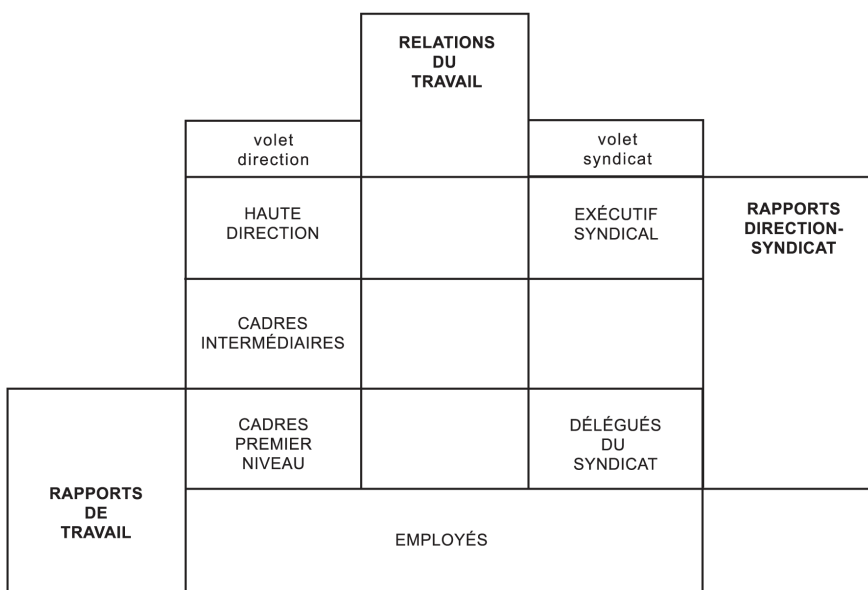 RELATIONS
DU
TRAVAIL
volet
direction
volet
syndicat
HAUTE
DIRECTION
EXÉCUTIF
SYNDICAL
RAPPORTS
DIRECTION-
SYNDICAT
CADRES
INTERMÉDIAIRES
CADRES
PREMIER
NIVEAU
DÉLÉGUÉS
DU
SYNDICAT
RAPPORTS
DE
TRAVAIL
EMPLOYÉS